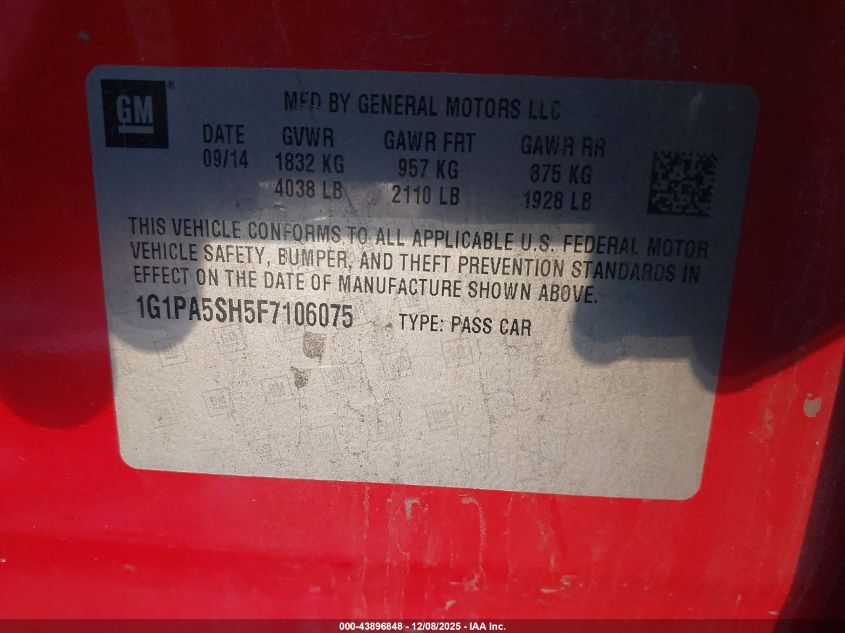 GM®
MFD BY GENERAL MOTORS LLC
DATE GVWR GAWR FRT GAWR RR
09/14 1832 KG 957 KG 875 KG
4038 LB 2110 LB 1928 LB
THIS VEHICLE CONFORMS TO ALL APPLICABLE U.S. FEDERAL MOTOR
VEHICLE SAFETY, BUMPER, AND THEFT PREVENTION STANDARDS IN
EFFECT ON THE DATE OF MANUFACTURE SHOWN ABOVE.
1G1PA5SH5F7106075 TYPE: PASS CAR
000-43896848 - 12/08/2025 - IAA Inc.